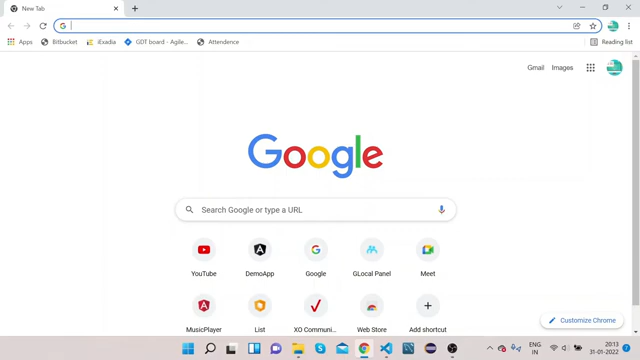 New Tab
Apps Bitbucket iExadia GDT board - Agile... Attendence Reading list
Gmail Images
Google
Search Google or type a URL
YouTube DemoApp Google GLocal Panel Meet
MusicPlayer List XO Communi... Web Store Add shortcut
Customize Chrome
ENG
IN
20:13
31-01-2022